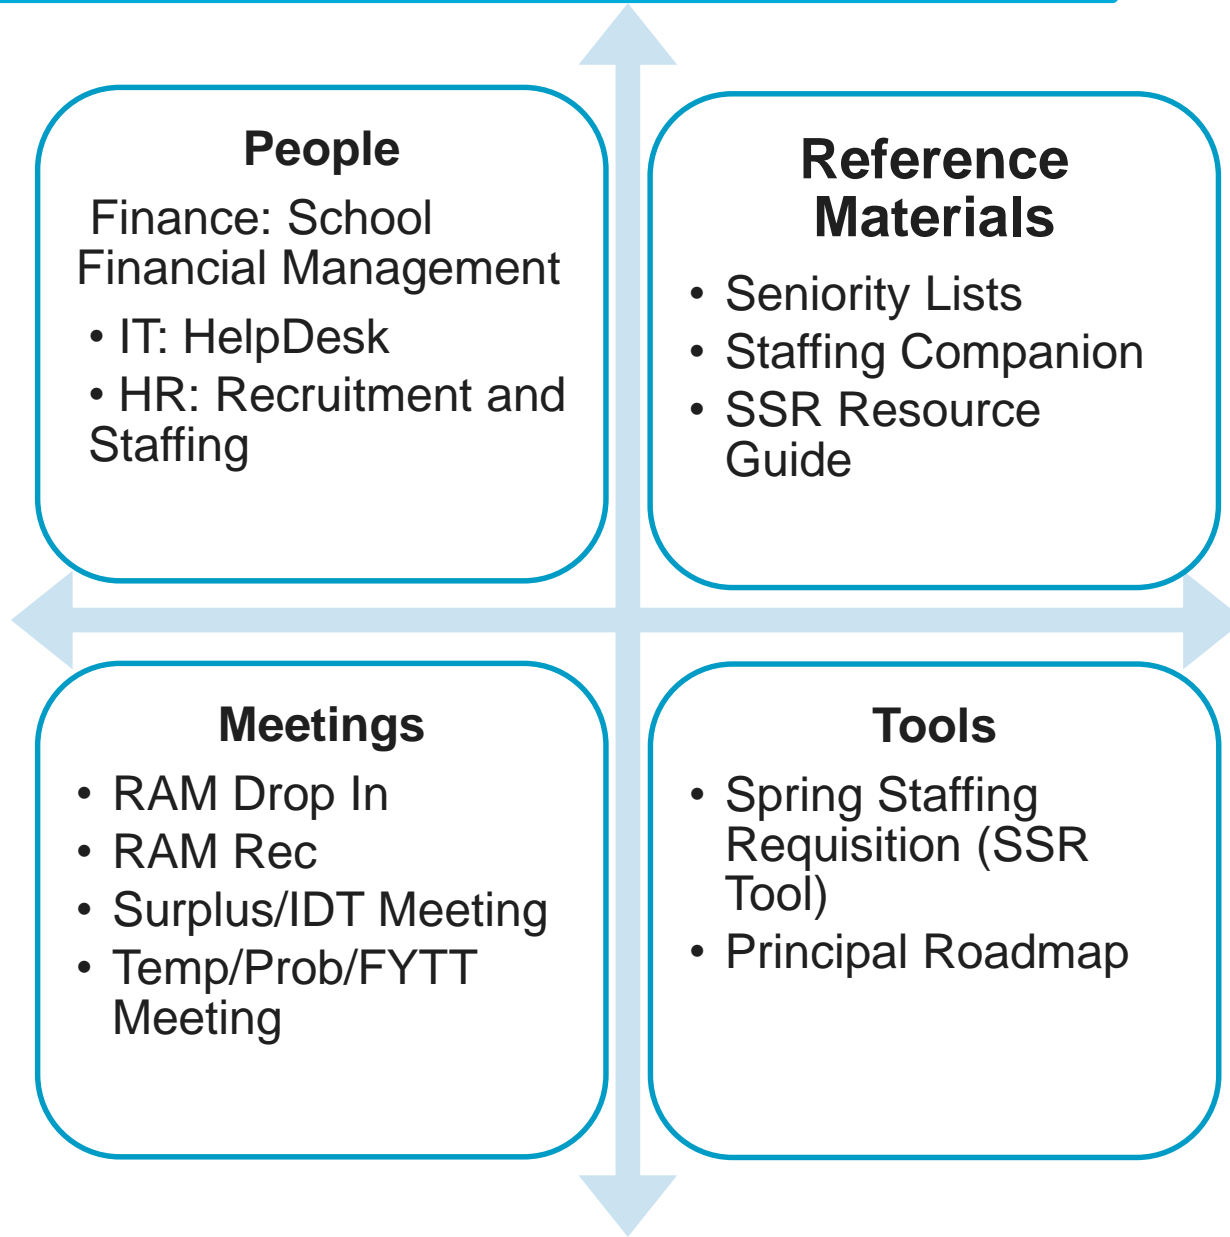 People
Finance: School
Financial Management
• IT: HelpDesk
• HR: Recruitment and
Staffing
Reference
Materials
• Seniority Lists
• Staffing Companion
• SSR Resource
Guide
Meetings
• RAM Drop In
• RAM Rec
• Surplus/IDT Meeting
• Temp/Prob/FYTT
Meeting
Tools
• Spring Staffing
Requisition (SSR
Tool)
• Principal Roadmap